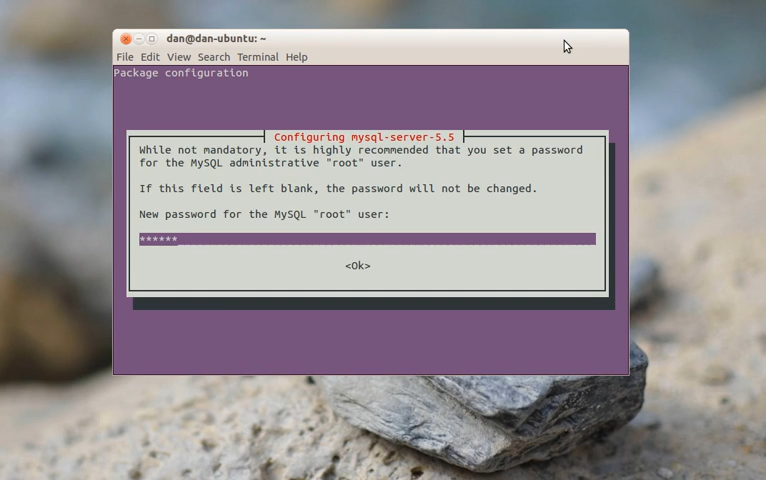 dan@dan-ubuntu: ~
File Edit View Search Terminal Help
Package configuration
Configuring mysql-server-5.5
While not mandatory, it is highly recommended that you set a password
for the MySQL administrative "root" user.
If this field is left blank, the password will not be changed.
New password for the MySQL "root" user:
******
<Ok>